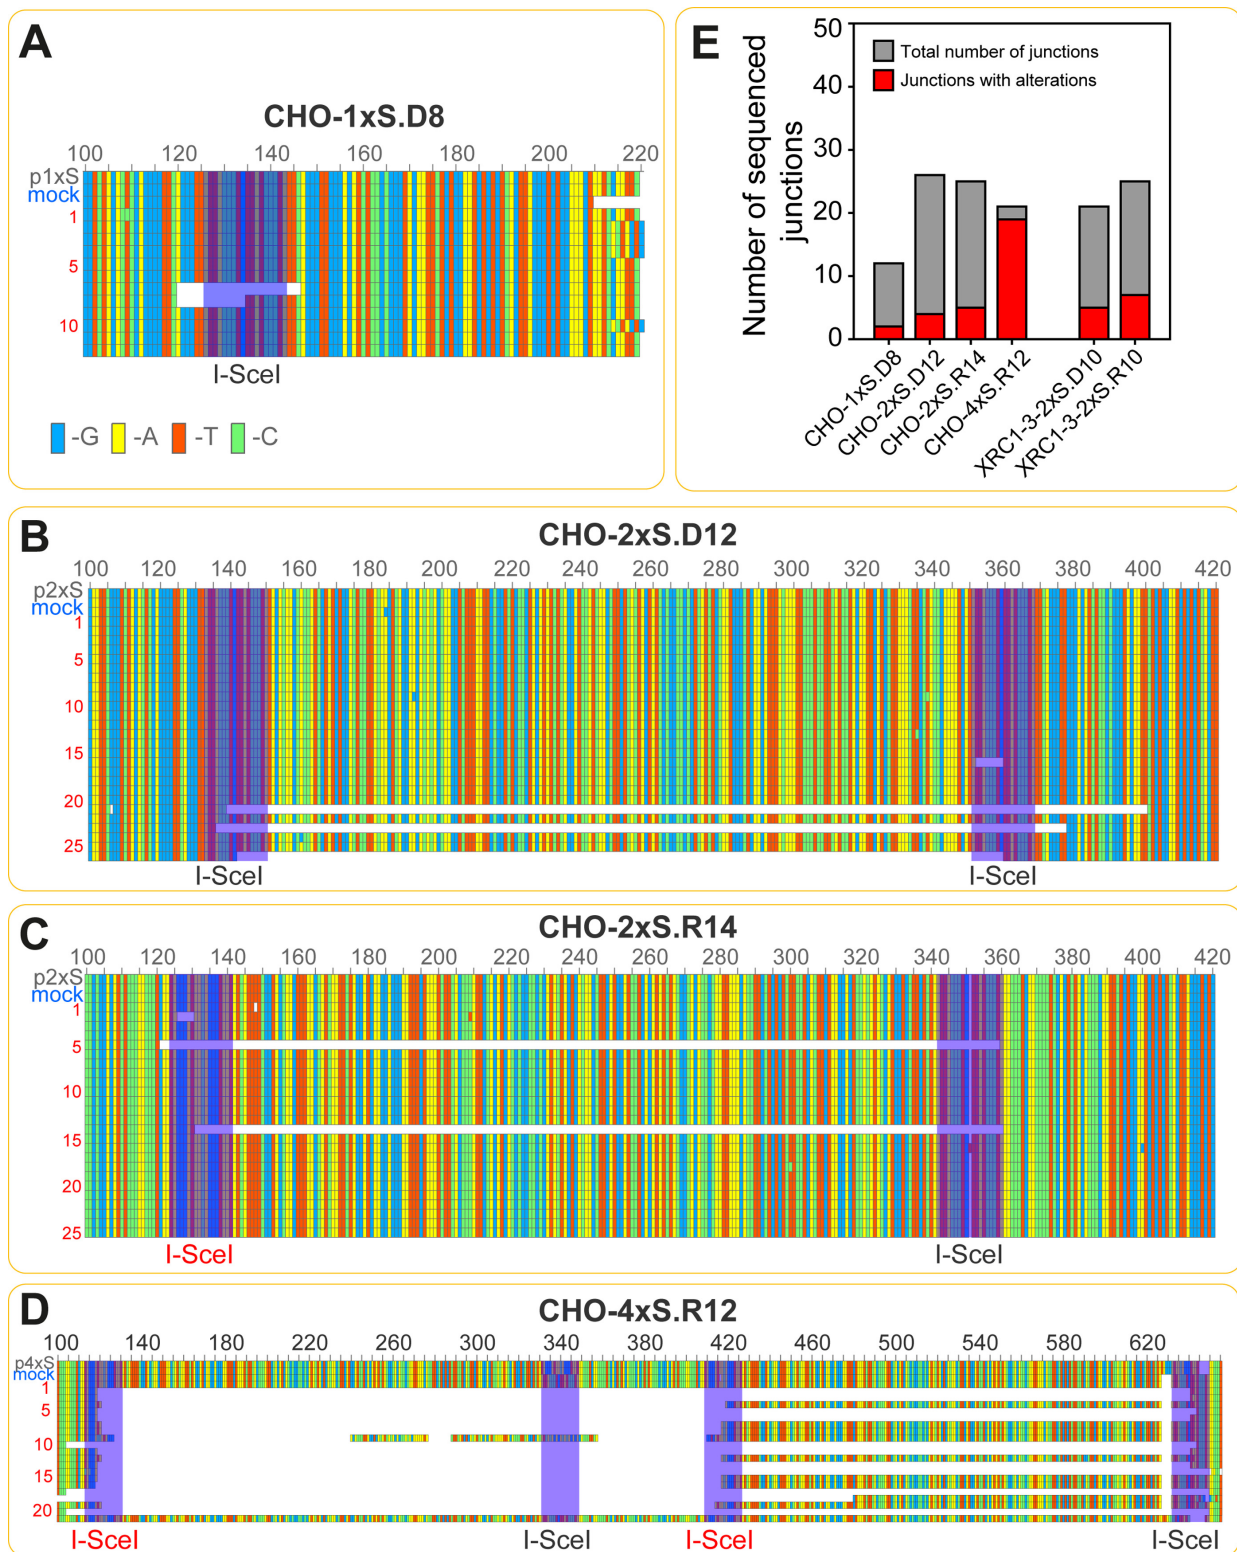 A
CHO-1xS.D8
100 120 140 160 180 200 220
p1xS
mock
1
5
10
I-SceI
-G -A -T -C
E
Number of sequenced junctions
50
40
30
20
10
0
Total number of junctions
Junctions with alterations
CHO-1xS.D8
CHO-2xS.D12
CHO-2xS.R14
CHO-4xS.R12
XRC1-3-2xS.D10
XRC1-3-2xS.R10
B
CHO-2xS.D12
100 120 140 160 180 200 220 240 260 280 300 320 340 360 380 400 420
p2xS
mock
1
5
10
15
20
25
I-SceI I-SceI
C
CHO-2xS.R14
100 120 140 160 180 200 220 240 260 280 300 320 340 360 380 400 420
p2xS
mock
1
5
10
15
20
25
I-SceI I-SceI
D
CHO-4xS.R12
100 140 180 220 260 300 340 380 420 460 500 540 580 620
p4xS
mock
1
5
10
15
20
I-SceI I-SceI I-SceI I-SceI